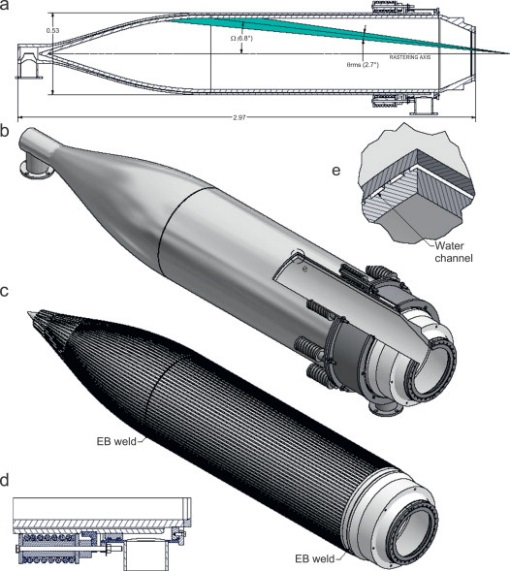 a
0.53
Ω (6.8°)
θrms (2.7°)
RASTERING AXIS
2.97
b
e
Water
channel
e
c
EB weld
d
EB weld